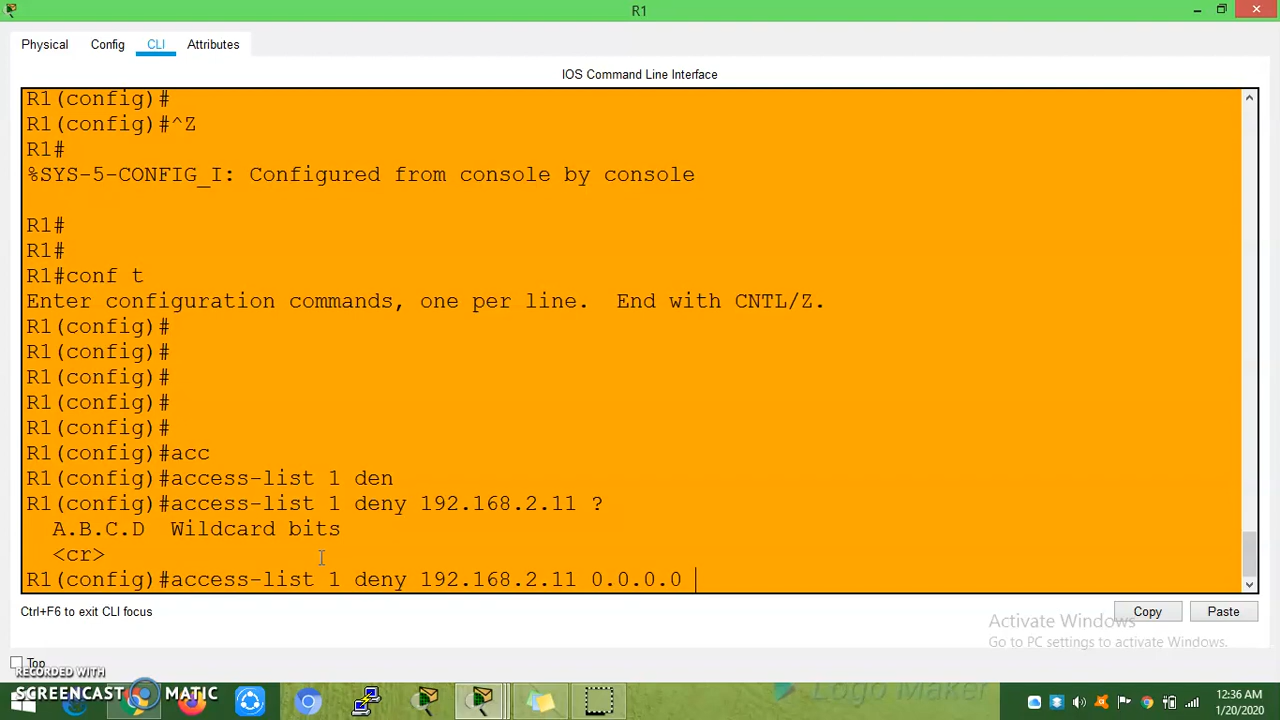 R1
Physical Config CLI Attributes
IOS Command Line Interface
R1(config)#
R1(config)#^Z
R1#
%SYS-5-CONFIG_I: Configured from console by console
R1#
R1#
R1#conf t
Enter configuration commands, one per line.  End with CNTL/Z.
R1(config)#
R1(config)#
R1(config)#
R1(config)#
R1(config)#
R1(config)#acc
R1(config)#access-list 1 den
R1(config)#access-list 1 deny 192.168.2.11 ?
A.B.C.D  Wildcard bits
<cr>
R1(config)#access-list 1 deny 192.168.2.11 0.0.0.0
Ctrl+F6 to exit CLI focus
Copy Paste
Activate Windows
Go to PC settings to activate Windows.
Top
RECORDED WITH
SCREENCAST MATIC
Logo Maker
12:36 AM
1/20/2020